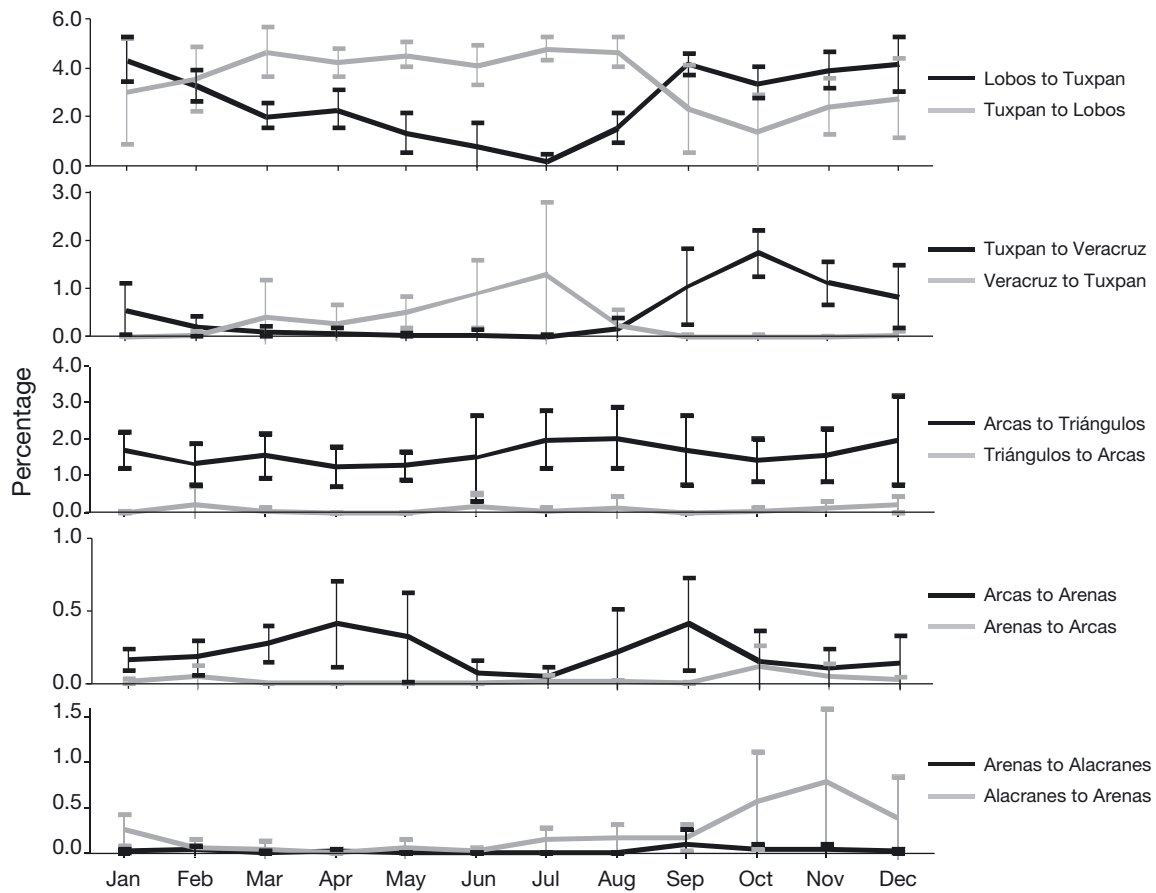 6.0
4.0
2.0
0.0
Lobos to Tuxpan
Tuxpan to Lobos
3.0
2.0
1.0
0.0
Tuxpan to Veracruz
Veracruz to Tuxpan
Percentage
4.0
3.0
2.0
1.0
0.0
Arcas to Triángulos
Triángulos to Arcas
1.0
0.5
0.0
Arcas to Arenas
Arenas to Arcas
1.5
1.0
0.5
0.0
Arenas to Alacranes
Alacranes to Arenas
Jan Feb Mar Apr May Jun Jul Aug Sep Oct Nov Dec